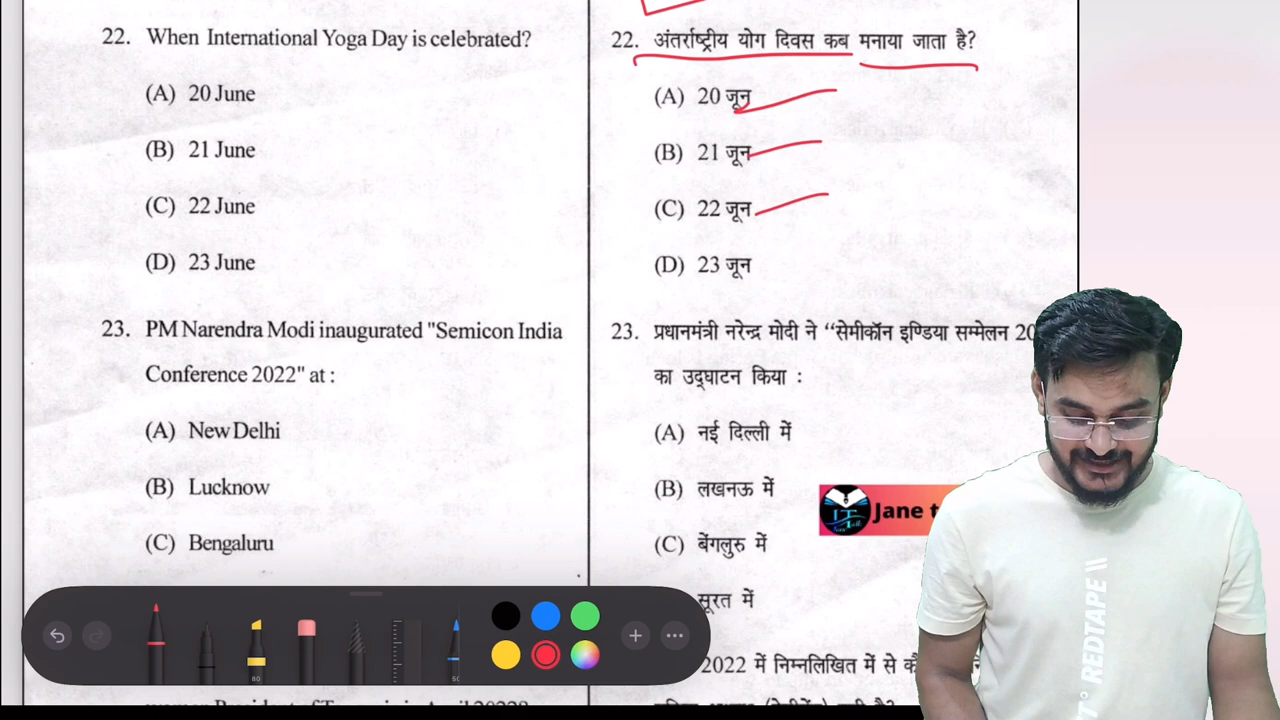 22. When International Yoga Day is celebrated?
(A) 20 June
(B) 21 June
(C) 22 June
(D) 23 June
23. PM Narendra Modi inaugurated "Semicon India
Conference 2022" at :
(A) New Delhi
(B) Lucknow
(C) Bengaluru
22. अंतर्राष्ट्रीय योग दिवस कब मनाया जाता है?
(A) 20 जून
(B) 21 जून
(C) 22 जून
(D) 23 जून
23. प्रधानमंत्री नरेन्द्र मोदी ने “सेमीकॉन इण्डिया सम्मेलन 20
का उद्घाटन किया :
(A) नई दिल्ली में
(B) लखनऊ में
(C) बेंगलुरु में
सूरत में
2022 में निम्नलिखित में से
Jane
80
REDTAPE